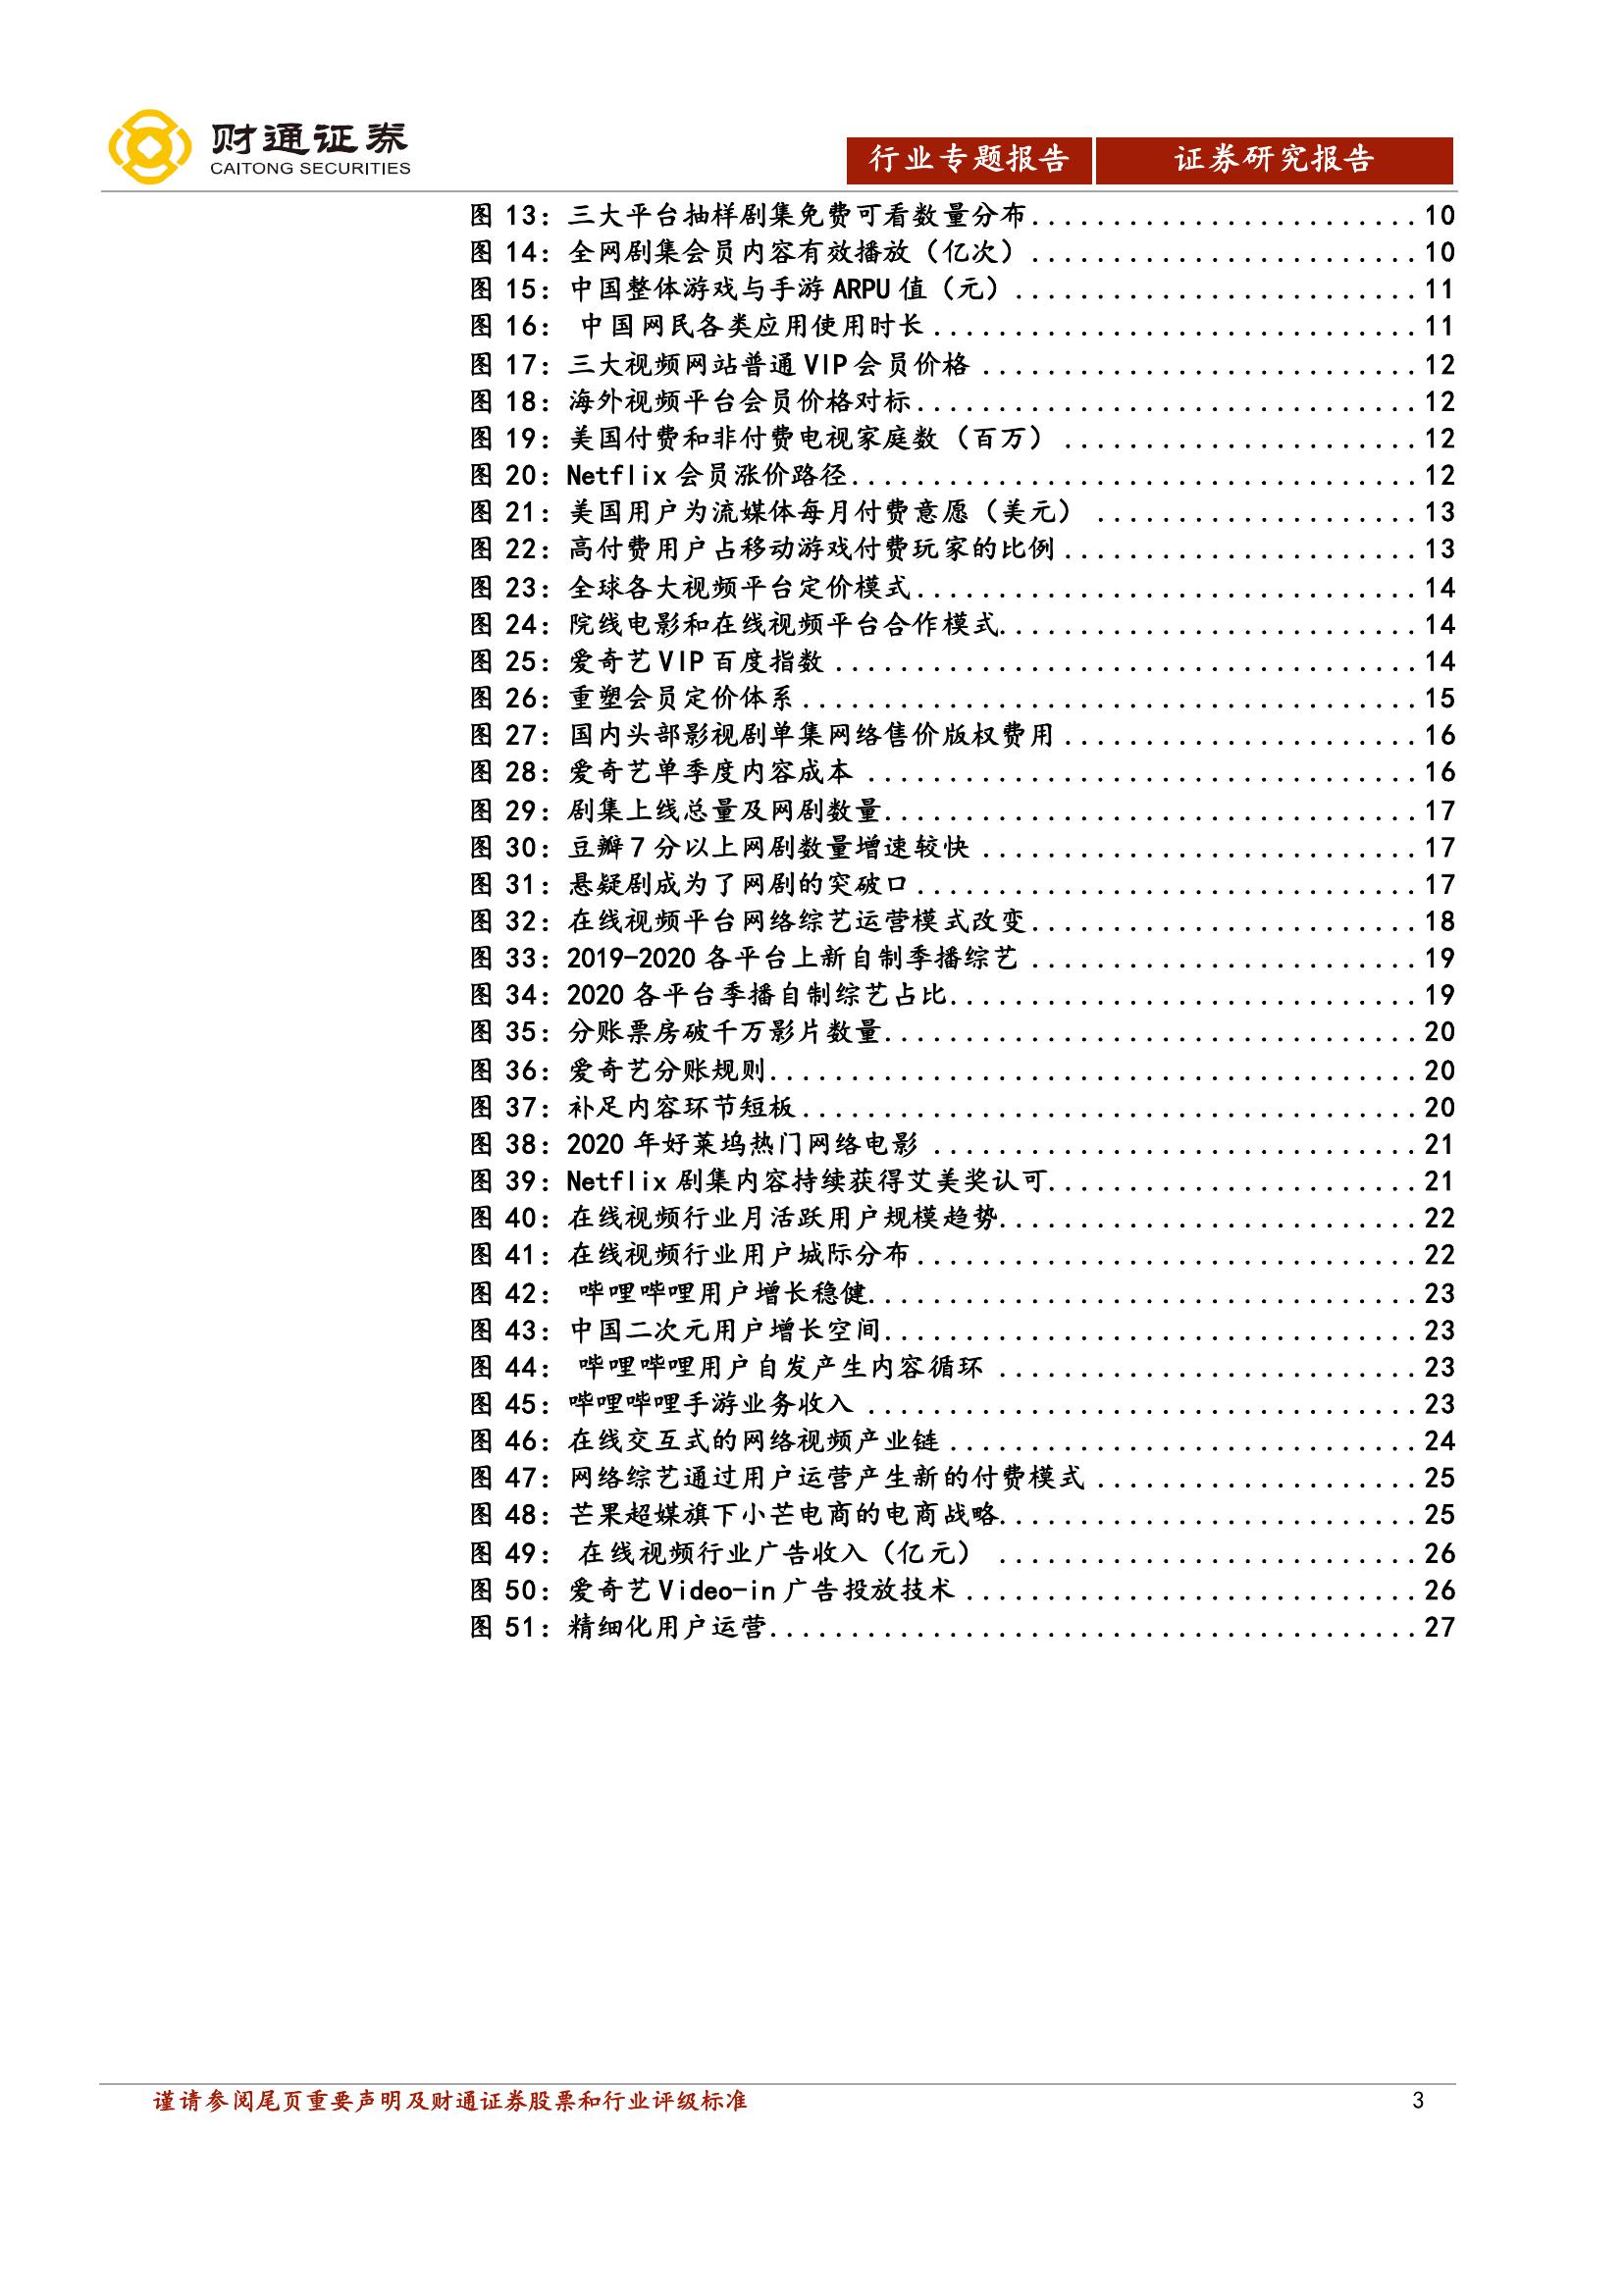 财通证券
CAITONG SECURITIES
行业专题报告 证券研究报告
图 13：三大平台抽样剧集免费可看数量分布........................10
图 14：全网剧集会员内容有效播放（亿次）........................10
图 15：中国整体游戏与手游 ARPU 值（元）.........................11
图 16： 中国网民各类应用使用时长..............................11
图 17：三大视频网站普通 VIP 会员价格...........................12
图 18：海外视频平台会员价格对标...............................12
图 19：美国付费和非付费电视家庭数（百万）......................12
图 20：Netflix 会员涨价路径...................................12
图 21：美国用户为流媒体每月付费意愿（美元）....................13
图 22：高付费用户占移动游戏付费玩家的比例......................13
图 23：全球各大视频平台定价模式...............................14
图 24：院线电影和在线视频平台合作模式..........................14
图 25：爱奇艺 VIP 百度指数....................................14
图 26：重塑会员定价体系......................................15
图 27：国内头部影视剧单集网络售价版权费用......................16
图 28：爱奇艺单季度内容成本..................................16
图 29：剧集上线总量及网剧数量.................................17
图 30：豆瓣 7 分以上网剧数量增速较快...........................17
图 31：悬疑剧成为了网剧的突破口...............................17
图 32：在线视频平台网络综艺运营模式改变........................18
图 33：2019-2020 各平台上新自制季播综艺........................19
图 34：2020 各平台季播自制综艺占比.............................19
图 35：分账票房破千万影片数量.................................20
图 36：爱奇艺分账规则........................................20
图 37：补足内容环节短板......................................20
图 38：2020 年好莱坞热门网络电影..............................21
图 39：Netflix 剧集内容持续获得艾美奖认可.......................21
图 40：在线视频行业月活跃用户规模趋势..........................22
图 41：在线视频行业用户城际分布...............................22
图 42： 哔哩哔哩用户增长稳健..................................23
图 43：中国二次元用户增长空间.................................23
图 44： 哔哩哔哩用户自发产生内容循环..........................23
图 45：哔哩哔哩手游业务收入..................................23
图 46：在线交互式的网络视频产业链.............................24
图 47：网络综艺通过用户运营产生新的付费模式....................25
图 48：芒果超媒旗下小芒电商的电商战略..........................25
图 49： 在线视频行业广告收入（亿元）..........................26
图 50：爱奇艺 Video-in 广告投放技术............................26
图 51：精细化用户运营........................................27
谨请参阅尾页重要声明及财通证券股票和行业评级标准 3